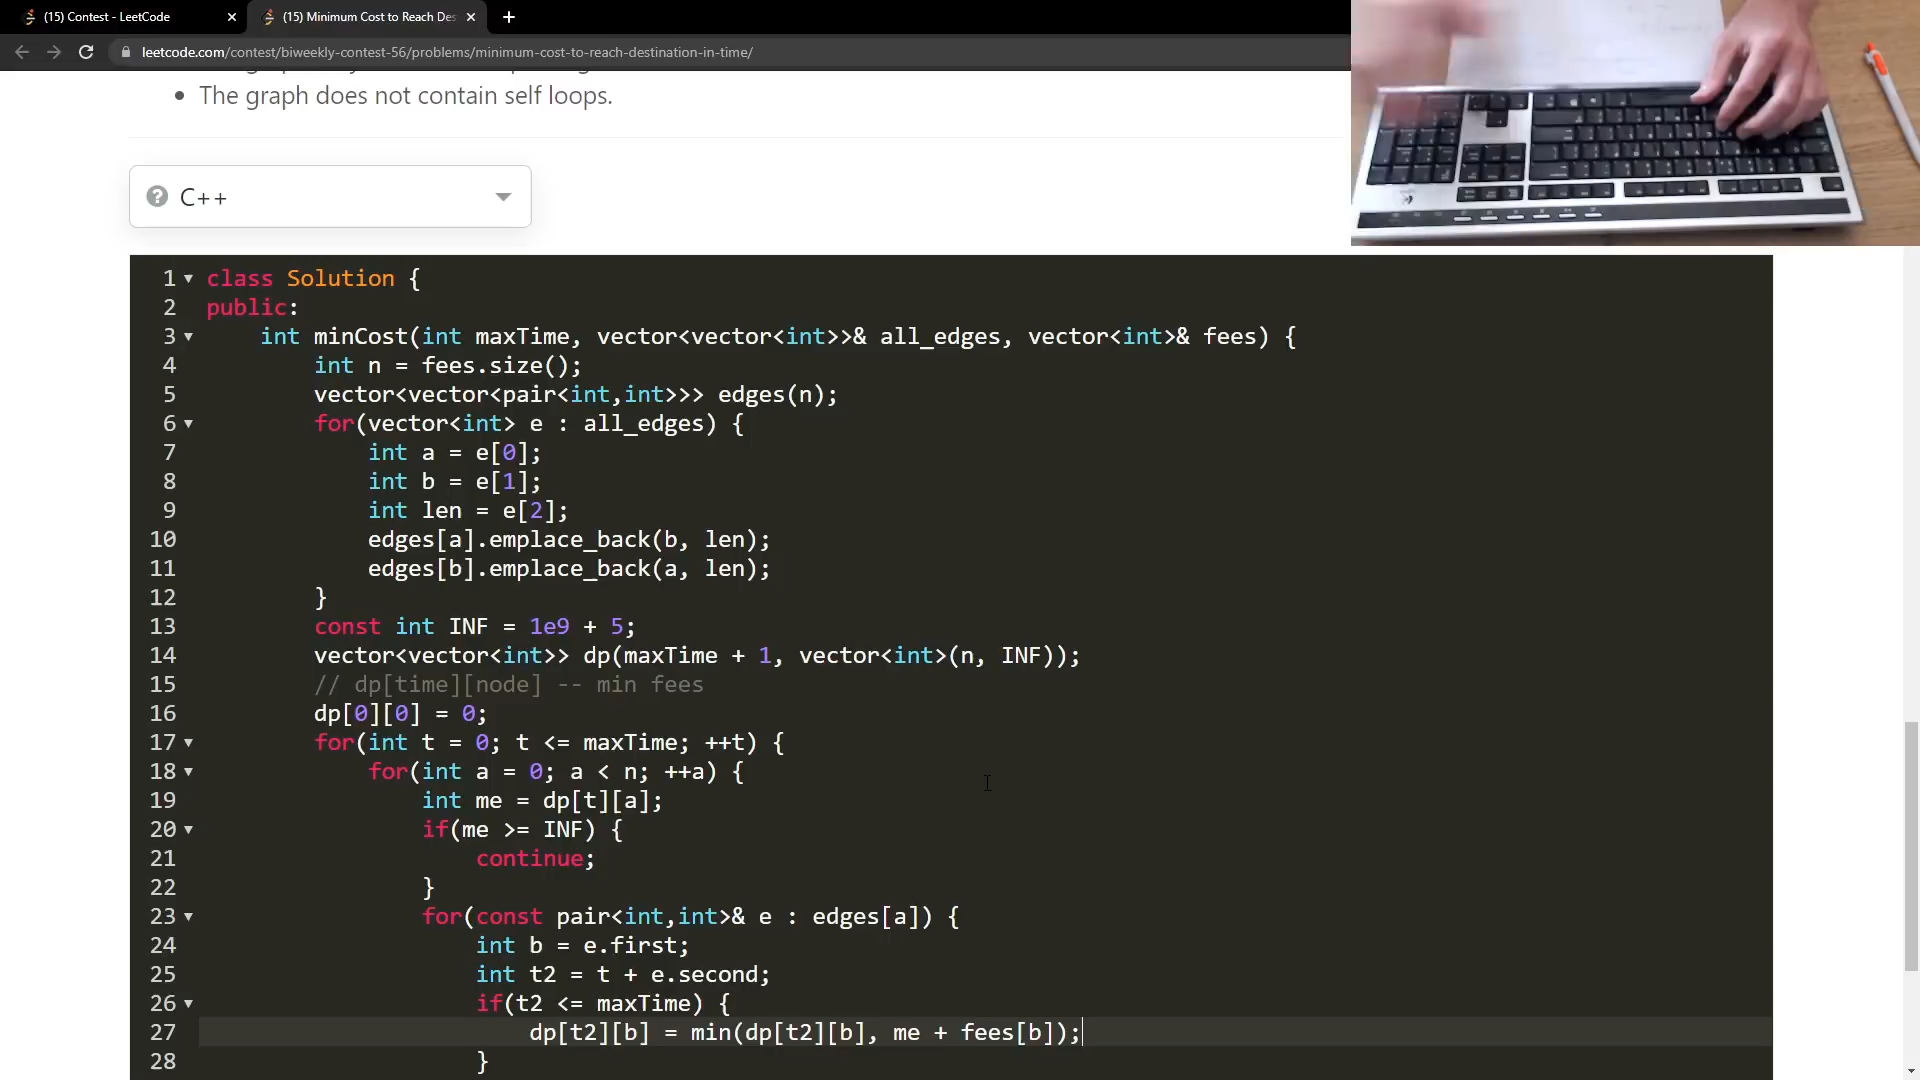 (15) Contest - LeetCode
(15) Minimum Cost to Reach Des
leetcode.com/contest/biweekly-contest-56/problems/minimum-cost-to-reach-destination-in-time/
The graph does not contain self loops.
C++
1 class Solution {
2 public:
3 int minCost(int maxTime, vector<vector<int>>& all_edges, vector<int>& fees) {
4 int n = fees.size();
5 vector<vector<pair<int,int>>> edges(n);
6 for(vector<int> e : all_edges) {
7 int a = e[0];
8 int b = e[1];
9 int len = e[2];
10 edges[a].emplace_back(b, len);
11 edges[b].emplace_back(a, len);
12 }
13 const int INF = 1e9 + 5;
14 vector<vector<int>> dp(maxTime + 1, vector<int>(n, INF));
15 // dp[time][node] -- min fees
16 dp[0][0] = 0;
17 for(int t = 0; t <= maxTime; ++t) {
18 for(int a = 0; a < n; ++a) {
19 int me = dp[t][a];
20 if(me >= INF) {
21 continue;
22 }
23 for(const pair<int,int>& e : edges[a]) {
24 int b = e.first;
25 int t2 = t + e.second;
26 if(t2 <= maxTime) {
27 dp[t2][b] = min(dp[t2][b], me + fees[b]);
28 }